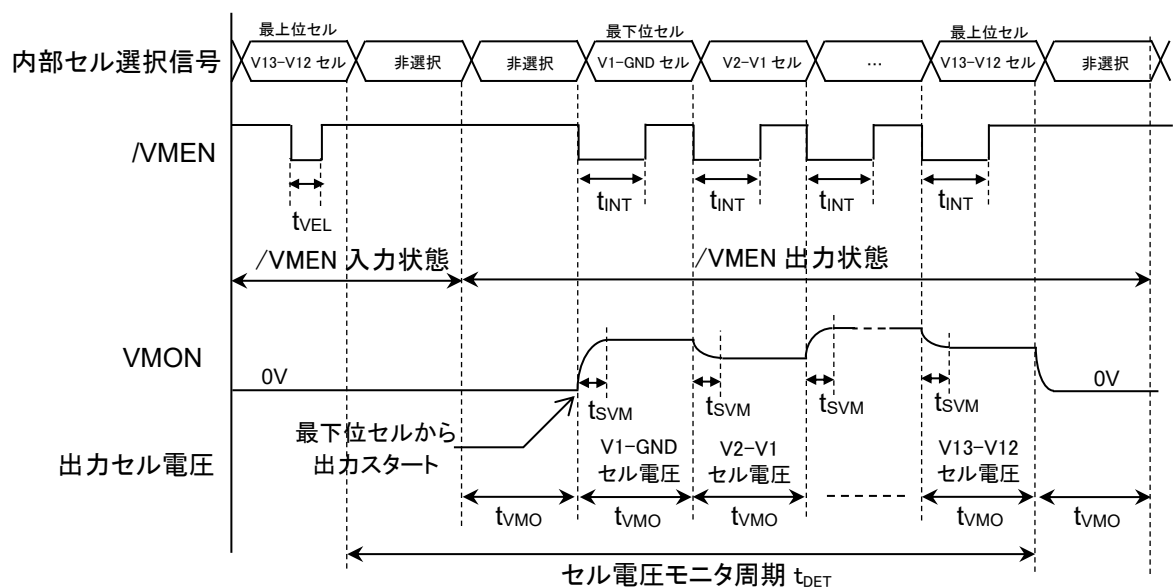 最上位セル
最下位セル
最上位セル
内部セル選択信号
V13-V12 セル
非選択
非選択
V1-GND セル
V2-V1 セル
…
V13-V12 セル
非選択
/VMEN
tVEL
tINT
tINT
tINT
tINT
/VMEN 入力状態
/VMEN 出力状態
VMON
0V
0V
tSVM
tSVM
tSVM
tSVM
最下位セルから
出力スタート
出力セル電圧
V1-GND
セル電圧
V2-V1
セル電圧
V13-V12
セル電圧
tVMO
tVMO
tVMO
tVMO
tVMO
セル電圧モニタ周期 tDET